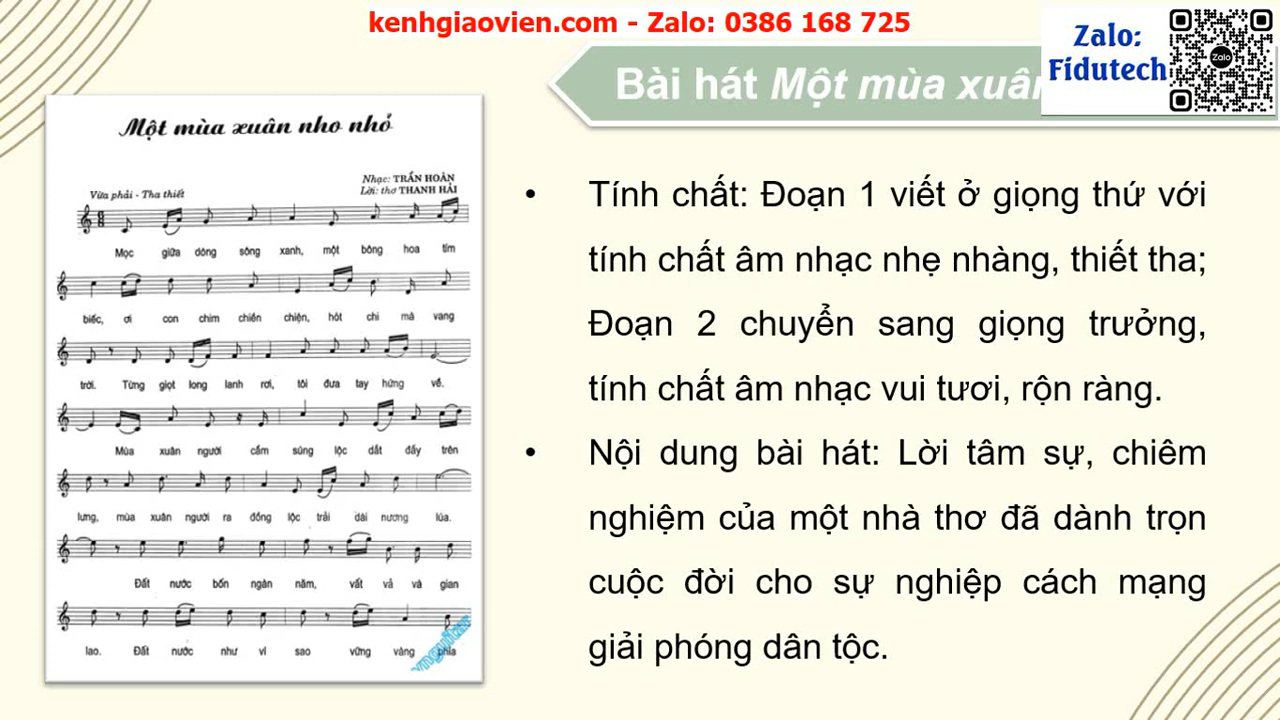 kenhgiaovien.com - Zalo: 0386 168 725
Zalo:
Fidutech
Zalo
Bài hát Một mùa xuân
Một mùa xuân nho nhỏ
Nhạc: TRẦN HOÀN
Vừa phải - Tha thiết
Lời: thơ THANH HẢI
Mọc giữa dòng sông xanh, một bông hoa tím
biếc, ơi con chim chiền chiện, hót chi mà vang
trời. Từng giọt long lanh rơi, tôi đưa tay hứng về.
Mùa xuân người cầm súng lộc dắt đầy trên
lưng, mùa xuân người ra đồng lộc trải dài nương lúa.
Đất nước bốn ngàn năm, vất vả và gian
lao. Đất nước như vì sao vững vàng phía
• Tính chất: Đoạn 1 viết ở giọng thứ với
tính chất âm nhạc nhẹ nhàng, thiết tha;
Đoạn 2 chuyển sang giọng trưởng,
tính chất âm nhạc vui tươi, rộn ràng.
• Nội dung bài hát: Lời tâm sự, chiêm
nghiệm của một nhà thơ đã dành trọn
cuộc đời cho sự nghiệp cách mạng
giải phóng dân tộc.